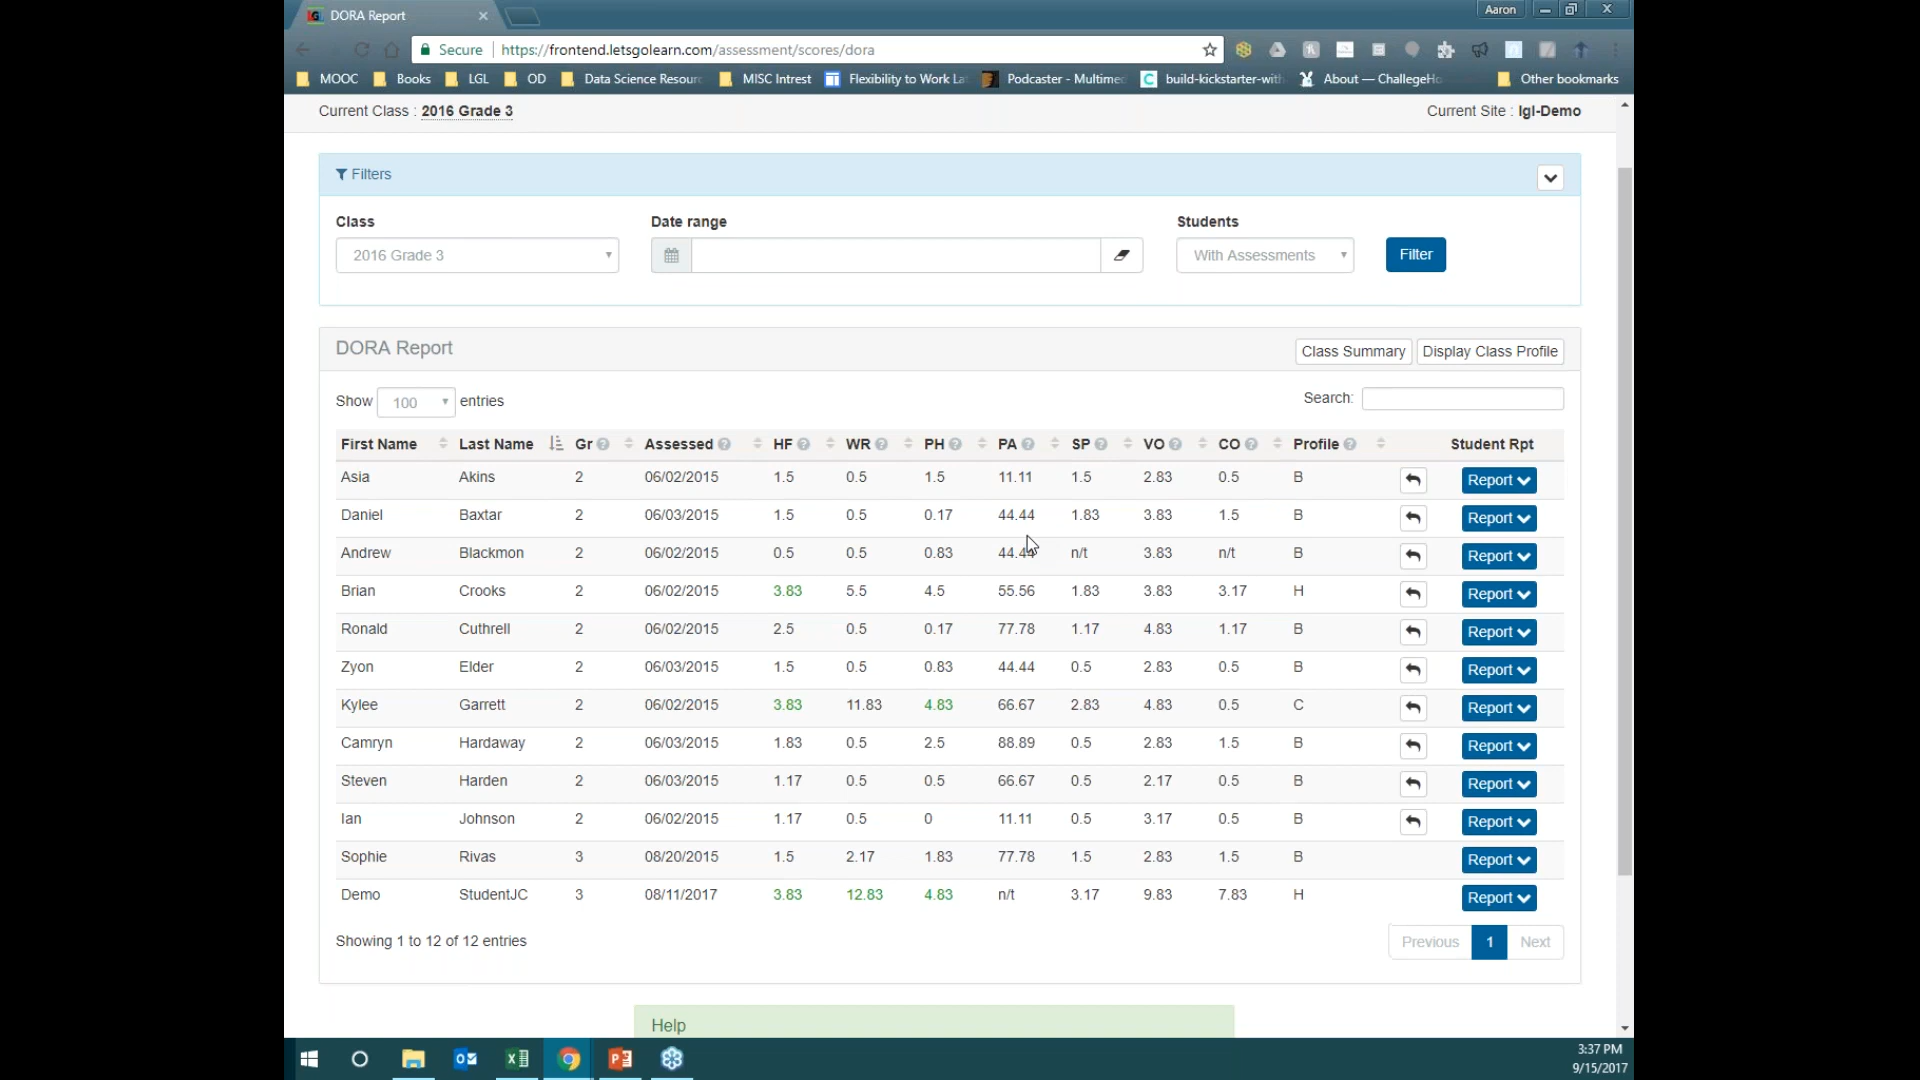 DORA Report
Aaron
Secure https://frontend.letsgolearn.com/assessment/scores/dora
MOOC Books LGL OD Data Science Resour MISC Intrest Flexibility to Work La Podcaster - Multime build-kickstarter-with About — ChallegeHo Other bookmarks
Current Class : 2016 Grade 3 Current Site : lgl-Demo
Filters
Class Date range Students
2016 Grade 3 With Assessments Filter
DORA Report Class Summary Display Class Profile
Show 100 entries Search:
First Name Last Name Gr Assessed HF WR PH PA SP VO CO Profile Student Rpt
Asia Akins 2 06/02/2015 1.5 0.5 1.5 11.11 1.5 2.83 0.5 B Report
Daniel Baxtar 2 06/03/2015 1.5 0.5 0.17 44.44 1.83 3.83 1.5 B Report
Andrew Blackmon 2 06/02/2015 0.5 0.5 0.83 44.44 n/t 3.83 n/t B Report
Brian Crooks 2 06/02/2015 3.83 5.5 4.5 55.56 1.83 3.83 3.17 H Report
Ronald Cuthrell 2 06/02/2015 2.5 0.5 0.17 77.78 1.17 4.83 1.17 B Report
Zyon Elder 2 06/03/2015 1.5 0.5 0.83 44.44 0.5 2.83 0.5 B Report
Kylee Garrett 2 06/02/2015 3.83 11.83 4.83 66.67 2.83 4.83 0.5 C Report
Camryn Hardaway 2 06/03/2015 1.83 0.5 2.5 88.89 0.5 2.83 1.5 B Report
Steven Harden 2 06/03/2015 1.17 0.5 0.5 66.67 0.5 2.17 0.5 B Report
Ian Johnson 2 06/02/2015 1.17 0.5 0 11.11 0.5 3.17 0.5 B Report
Sophie Rivas 3 08/20/2015 1.5 2.17 1.83 77.78 1.5 2.83 1.5 B Report
Demo StudentJC 3 08/11/2017 3.83 12.83 4.83 n/t 3.17 9.83 7.83 H Report
Showing 1 to 12 of 12 entries Previous 1 Next
Help
3:37 PM
9/15/2017